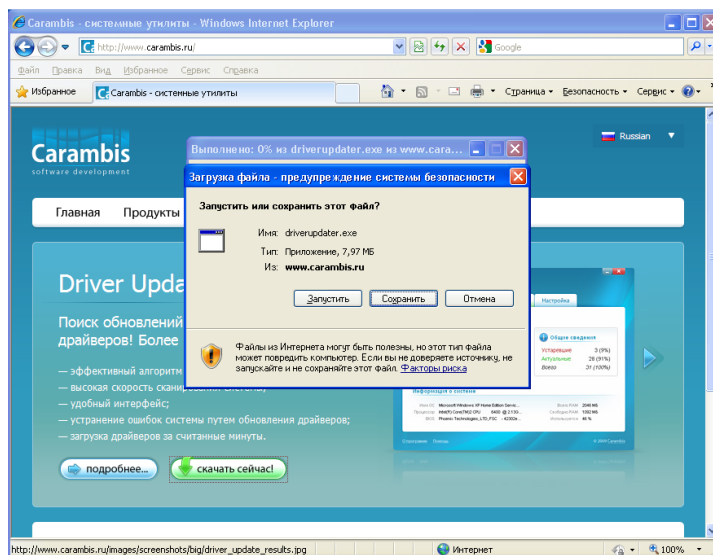 Carambis - системные утилиты - Windows Internet Explorer
http://www.carambis.ru/
Google
Файл Правка Вид Избранное Сервис Справка
Избранное Carambis - системные утилиты Страница Безопасность Сервис
Carambis
software development
Russian
Главная Продукты
Выполнено: 0% из driverupdater.exe из www.cara...
Загрузка файла - предупреждение системы безопасности
Запустить или сохранить этот файл?
Имя: driverupdater.exe
Тип: Приложение, 7,97 МБ
Из: www.carambis.ru
Запустить Сохранить Отмена
Файлы из Интернета могут быть полезны, но этот тип файла
может повредить компьютер. Если вы не доверяете источнику, не
запускайте и не сохраняйте этот файл. Факторы риска
Driver Upda
Поиск обновлений
драйверов! Более
— эффективный алгоритм
— высокая скорость сканирования системы;
— удобный интерфейс;
— устранение ошибок системы путем обновления драйверов;
— загрузка драйверов за считанные минуты.
подробнее... скачать сейчас!
Настройка
Общие сведения
Устаревшие 3 (9%)
Актуальные 28 (91%)
Всего 31 (100%)
Информация о системе
http://www.carambis.ru/images/screenshots/big/driver_update_results.jpg
Интернет
100%